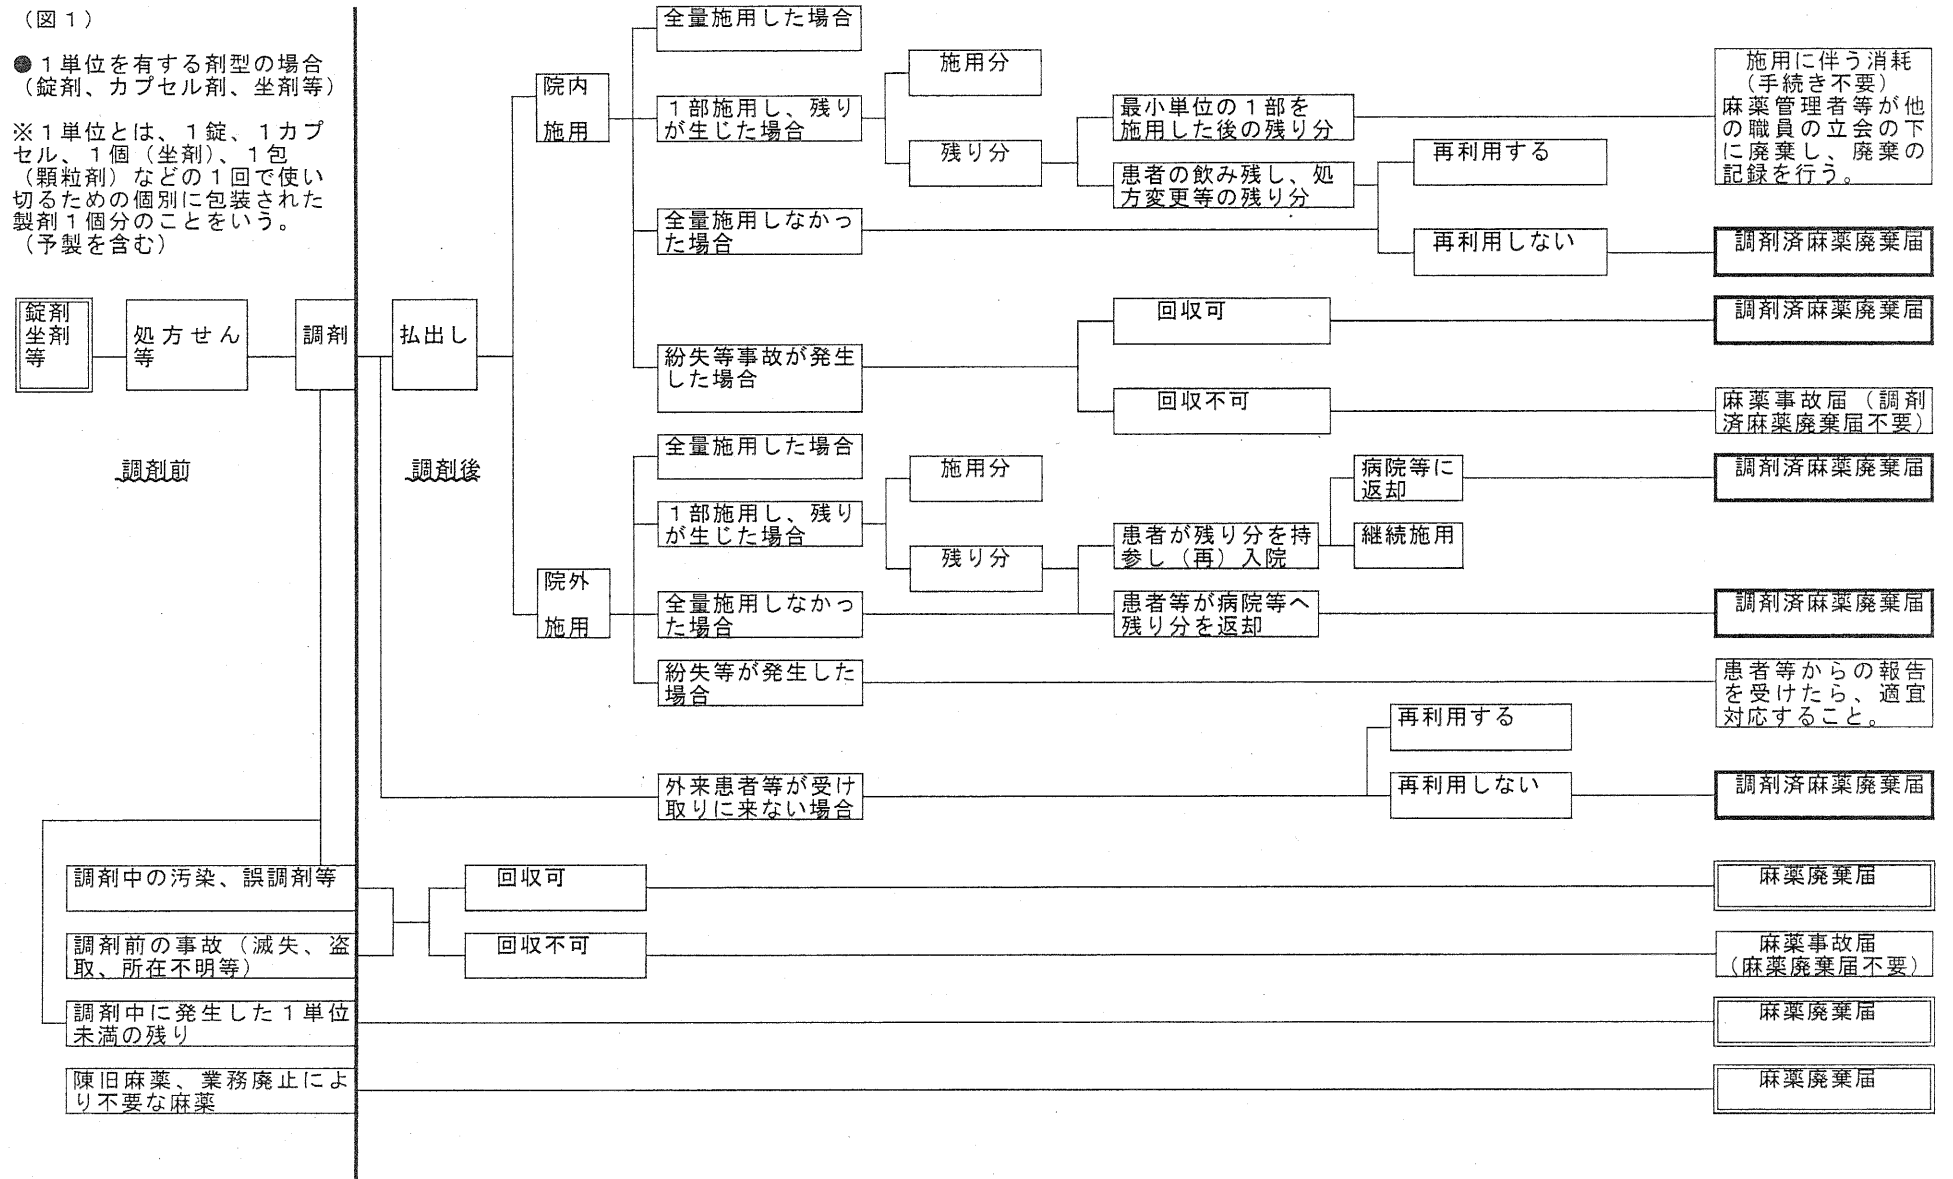 （図１）
●１単位を有する剤型の場合
（錠剤、カプセル剤、坐剤等）
※１単位とは、１錠、１カプ
セル、１個（坐剤）、１包
（顆粒剤）などの１回で使い
切るための個別に包装された
製剤１個分のことをいう。
（予製を含む）
錠剤
坐剤
等
処方せん
等
調剤
払出し
調剤前
調剤後
院内
施用
全量施用した場合
１部施用し、残り
が生じた場合
施用分
残り分
最小単位の１部を
施用した後の残り分
施用に伴う消耗
（手続き不要）
麻薬管理者等が他
の職員の立会の下
に廃棄し、廃棄の
記録を行う。
患者の飲み残し、処
方変更等の残り分
再利用する
全量施用しなかっ
た場合
再利用しない
調剤済麻薬廃棄届
紛失等事故が発生
した場合
回収可
調剤済麻薬廃棄届
回収不可
麻薬事故届（調剤
済麻薬廃棄届不要）
院外
施用
全量施用した場合
１部施用し、残り
が生じた場合
施用分
残り分
患者が残り分を持
参し（再）入院
病院等に
返却
調剤済麻薬廃棄届
継続施用
全量施用しなかっ
た場合
患者等が病院等へ
残り分を返却
調剤済麻薬廃棄届
紛失等が発生した
場合
患者等からの報告
を受けたら、適宜
対応すること。
外来患者等が受け
取りに来ない場合
再利用する
再利用しない
調剤済麻薬廃棄届
調剤中の汚染、誤調剤等
回収可
麻薬廃棄届
調剤前の事故（滅失、盗
取、所在不明等）
回収不可
麻薬事故届
（麻薬廃棄届不要）
調剤中に発生した１単位
未満の残り
麻薬廃棄届
陳旧麻薬、業務廃止によ
り不要な麻薬
麻薬廃棄届